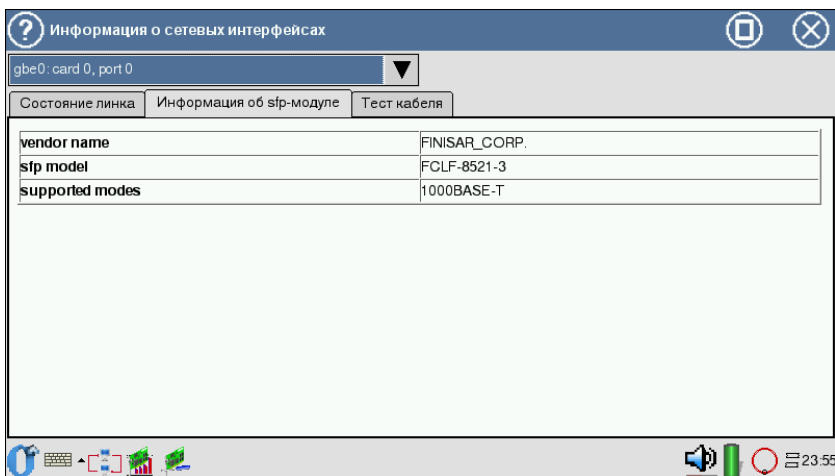 Информация о сетевых интерфейсах
gbe0: card 0, port 0
Состояние линка Информация об sfp-модуле Тест кабеля
vendor name FINISAR_CORP.
sfp model FCLF-8521-3
supported modes 1000BASE-T
23:55